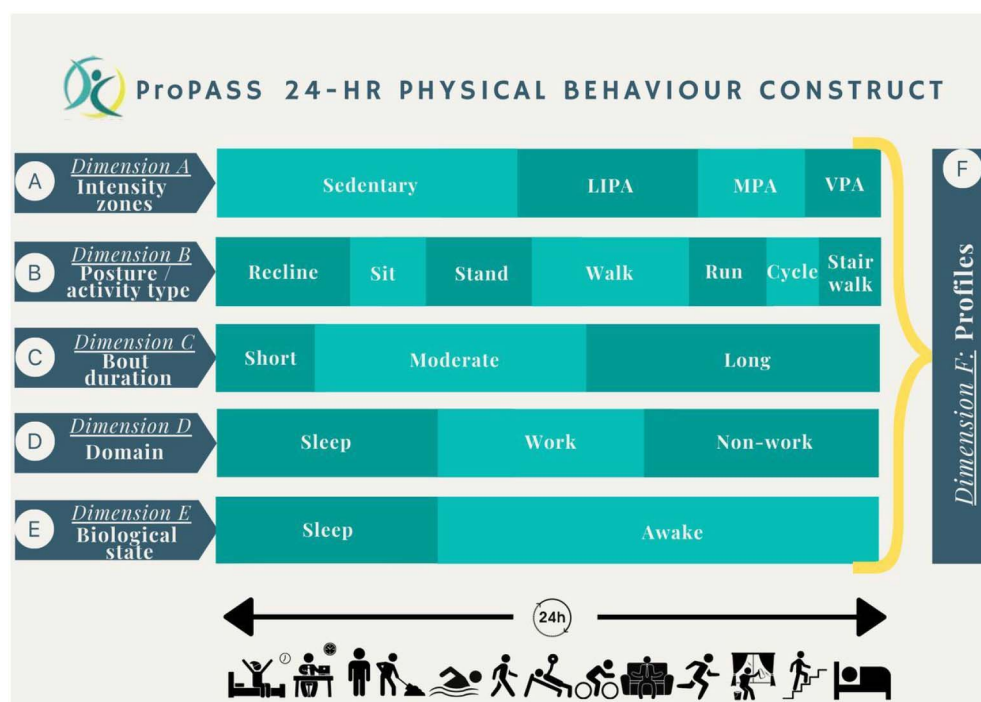 ProPASS 24-HR PHYSICAL BEHAVIOUR CONSTRUCT
A
Dimension A
Intensity
zones
Sedentary
LIPA
MPA
VPA
B
Dimension B
Posture /
activity type
Recline
Sit
Stand
Walk
Run
Cycle
Stair
walk
C
Dimension C
Bout
duration
Short
Moderate
Long
D
Dimension D
Domain
Sleep
Work
Non-work
E
Dimension E
Biological
state
Sleep
Awake
F
Dimension F: Profiles
24h